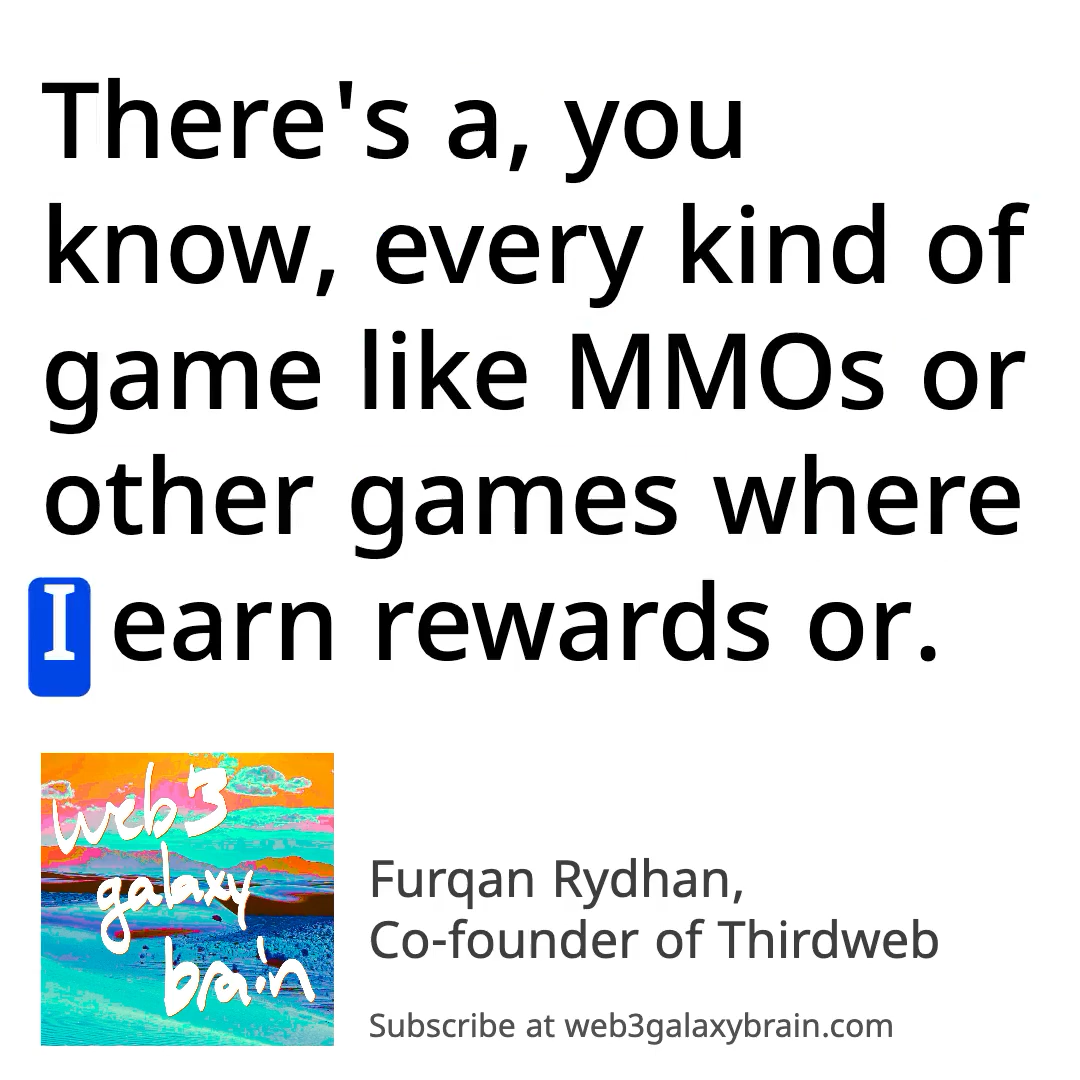 There's a, you
know, every kind of
game like MMOs or
other games where
I earn rewards or.
web3
galaxy
brain
Furqan Rydhan,
Co-founder of Thirdweb
Subscribe at web3galaxybrain.com